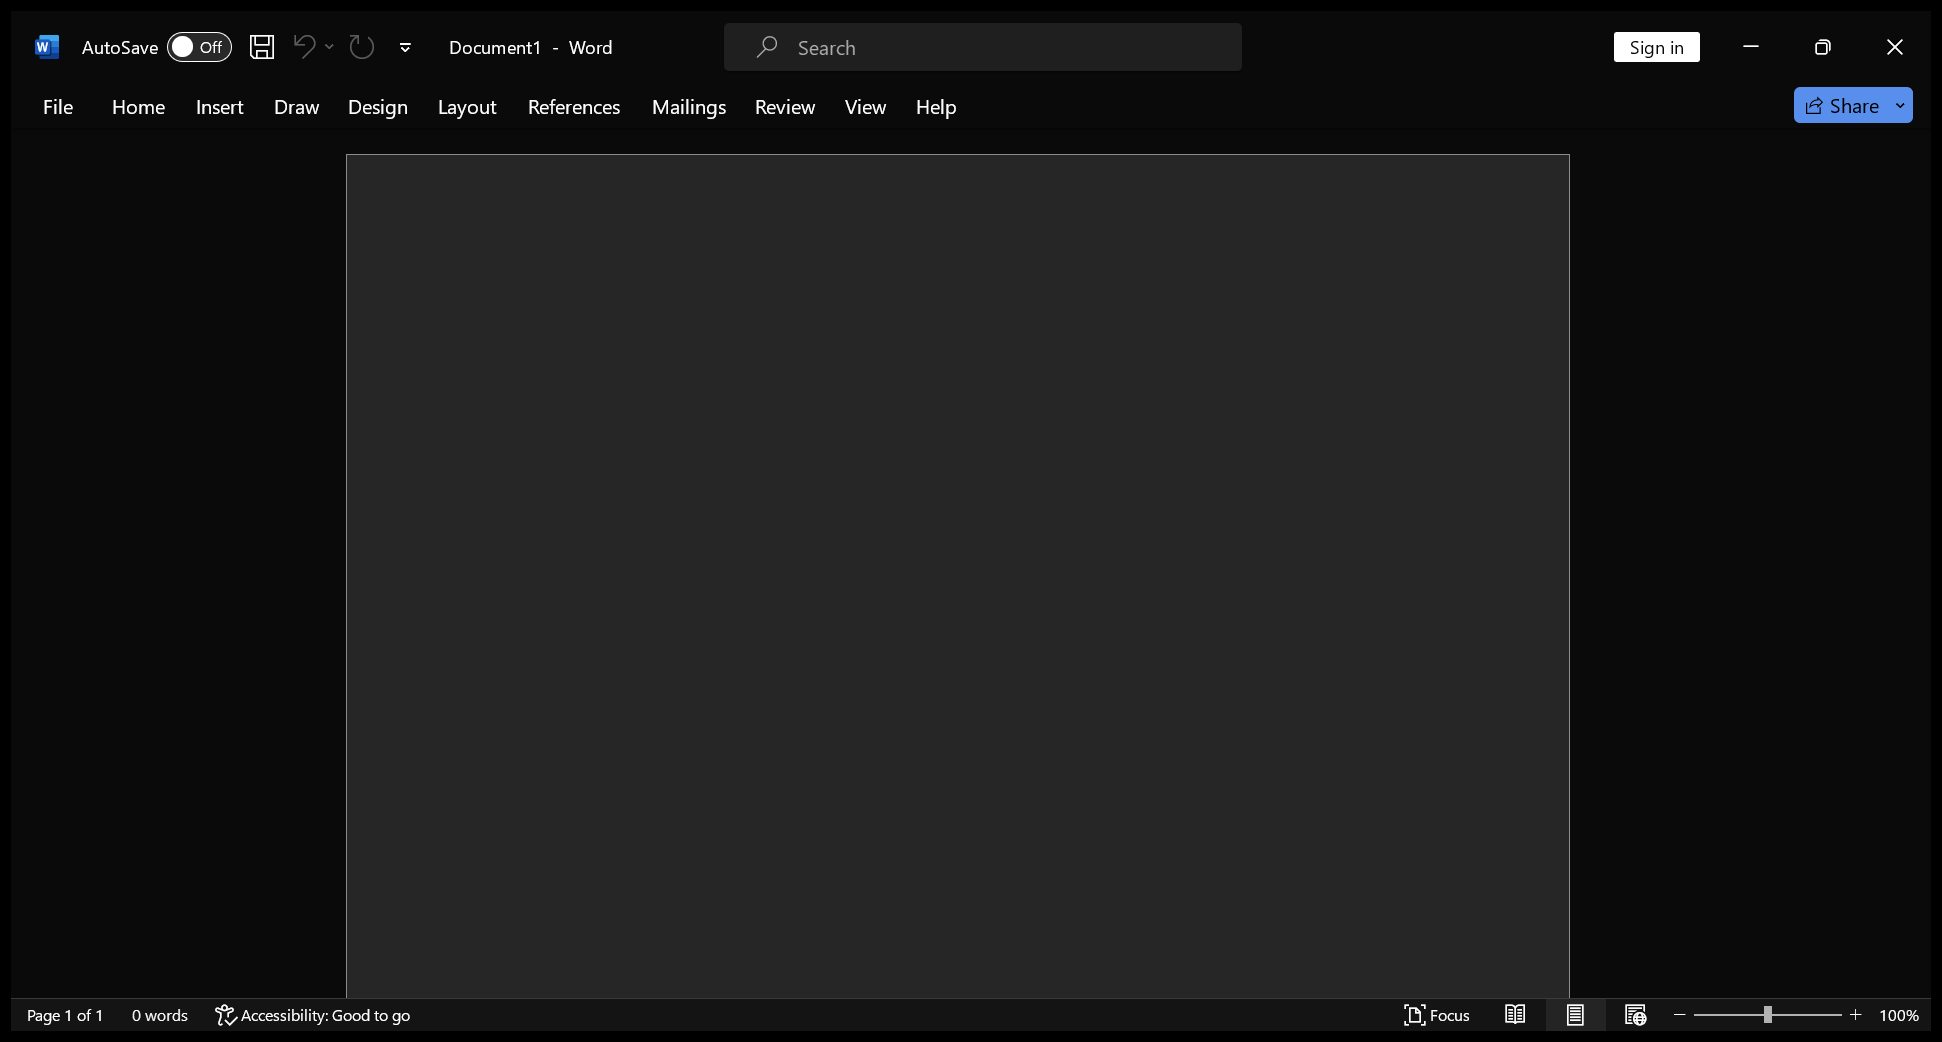 W AutoSave Off Document1 - Word Search Sign in
File Home Insert Draw Design Layout References Mailings Review View Help Share
Page 1 of 1 0 words Accessibility: Good to go Focus 100%